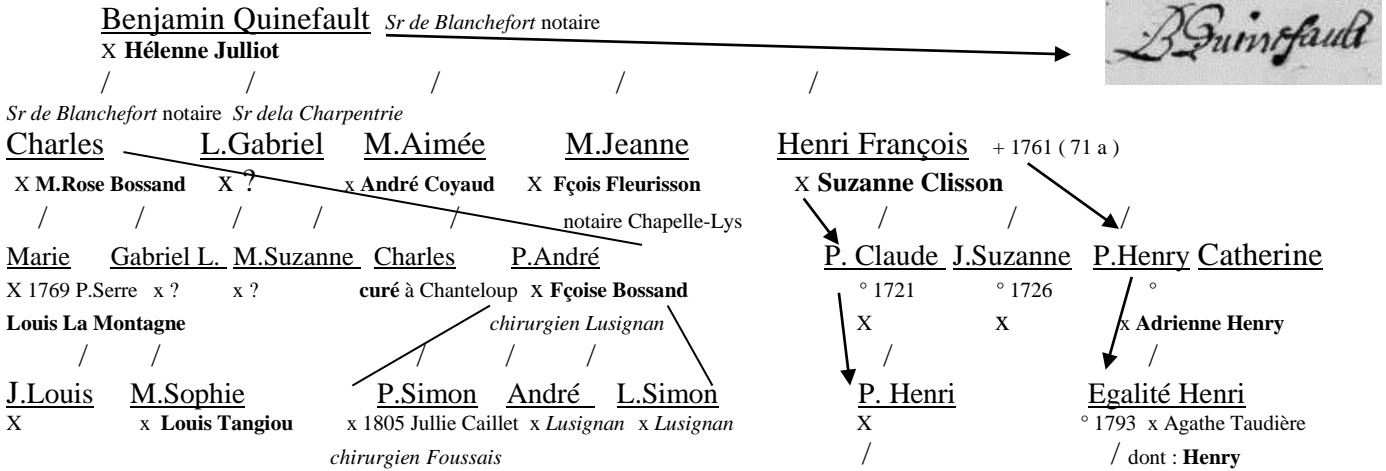 Benjamin Quinefault Sr de Blanchefort notaire
BQuinefault
X Hélenne Julliot
/ / / / /
Sr de Blanchefort notaire Sr dela Charpentrie
Charles L.Gabriel M.Aimée M.Jeanne Henri François + 1761 ( 71 a )
X M.Rose Bossand x ? x André Coyaud X Fçois Fleurisson X Suzanne Clisson
/ / / / / notaire Chapelle-Lys / / /
Marie Gabriel L. M.Suzanne Charles P.André P. Claude J.Suzanne P.Henry Catherine
X 1769 P.Serre x ? x ? curé à Chanteloup x Fçoise Bossand ° 1721 ° 1726 °
Louis La Montagne chirurgien Lusignan X x x Adrienne Henry
/ / / / / / /
J.Louis M.Sophie P.Simon André L.Simon P. Henri Egalité Henri
X x Louis Tangiou x 1805 Jullie Caillet x Lusignan x Lusignan X ° 1793 x Agathe Taudière
chirurgien Foussais / / dont : Henry